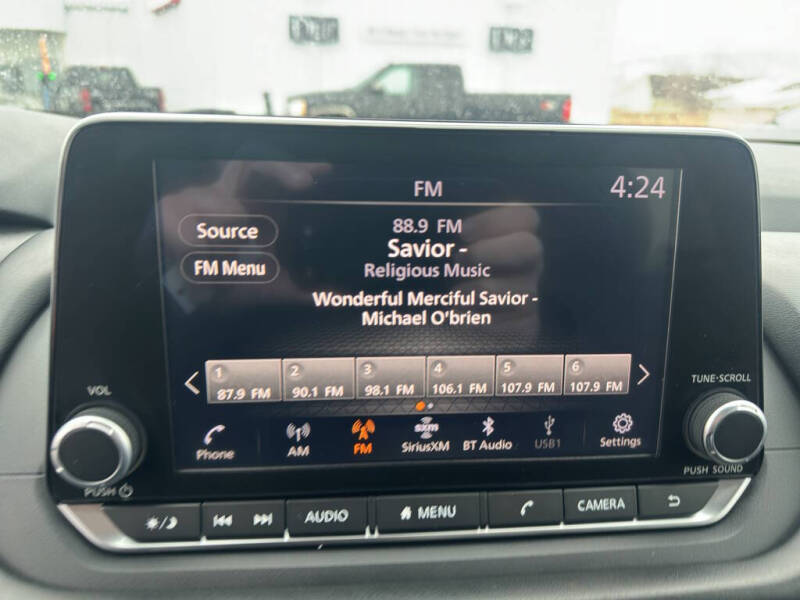 FM
4:24
Source
88.9 FM
Savior -
FM Menu
Religious Music
Wonderful Merciful Savior -
Michael O'brien
1 2 3 4 5 6
87.9 FM 90.1 FM 98.1 FM 106.1 FM 107.9 FM 107.9 FM
TUNE·SCROLL
VOL
sxm
Phone AM FM SiriusXM BT Audio USB1 Settings
PUSH
PUSH SOUND
AUDIO MENU CAMERA